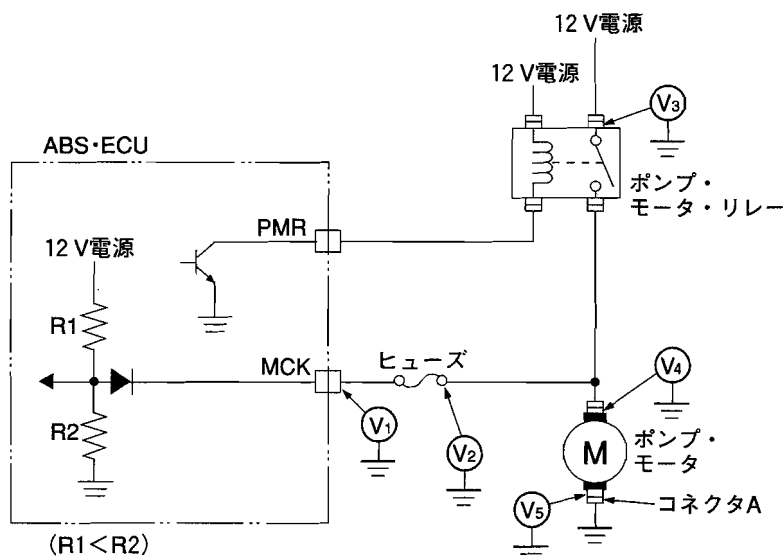 12 V電源
12 V電源
V3
ABS・ECU
ポンプ・
モータ・リレー
PMR
12 V電源
R1
MCK
ヒューズ
V4
R2
V1
V2
M
ポンプ・
モータ
V5
コネクタA
(R1<R2)